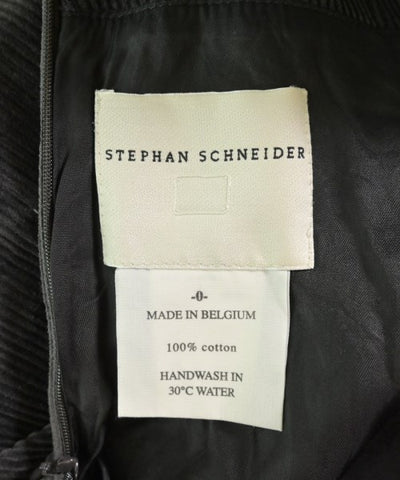 STEPHAN SCHNEIDER
-0-
MADE IN BELGIUM
100% cotton
HANDWASH IN
30°C WATER